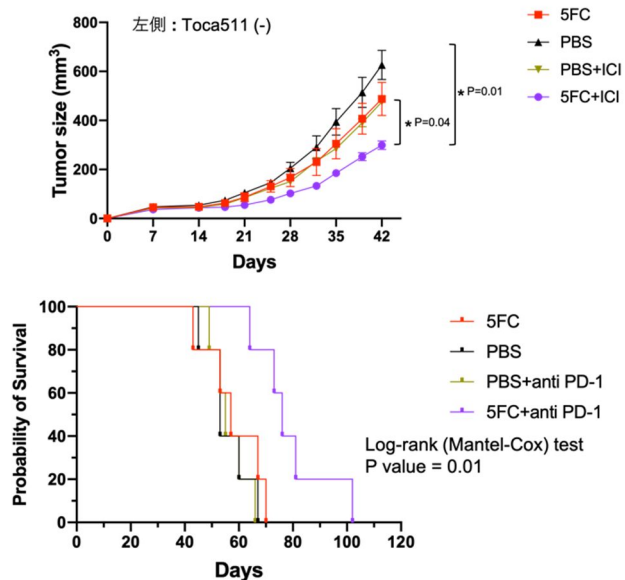 左側 : Toca511 (-)
Tumor size (mm³)
800
600
400
200
0
0 7 14 21 28 35 42
Days
5FC
PBS
PBS+ICI
5FC+ICI
* P=0.04
* P=0.01
Probability of Survival
100
80
60
40
20
0
0 20 40 60 80 100 120
Days
5FC
PBS
PBS+anti PD-1
5FC+anti PD-1
Log-rank (Mantel-Cox) test
P value = 0.01